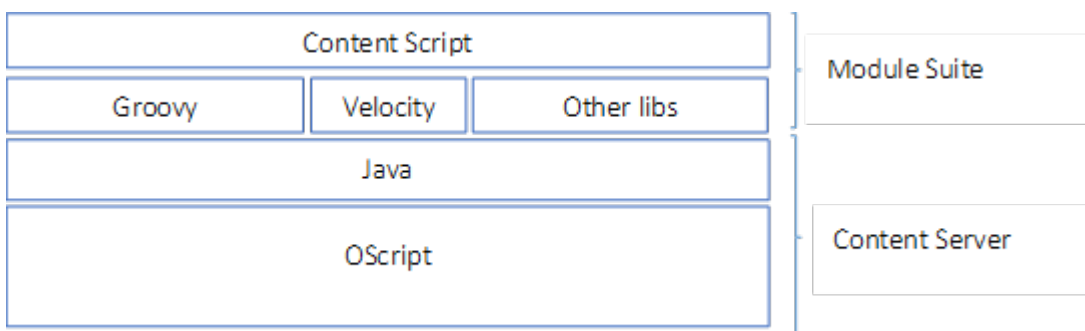 Content Script
Module Suite
Groovy Velocity Other libs
Java
OScript
Content Server